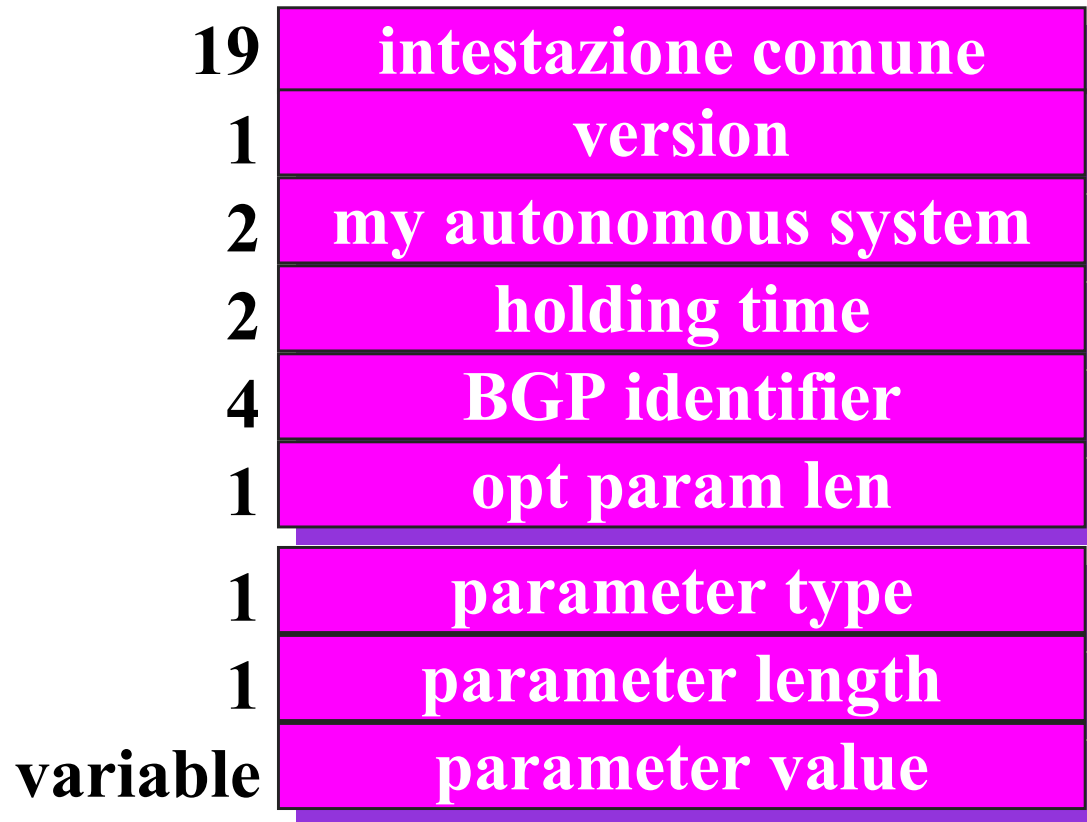 19 intestazione comune
1 version
2 my autonomous system
2 holding time
4 BGP identifier
1 opt param len
1 parameter type
1 parameter length
variable parameter value